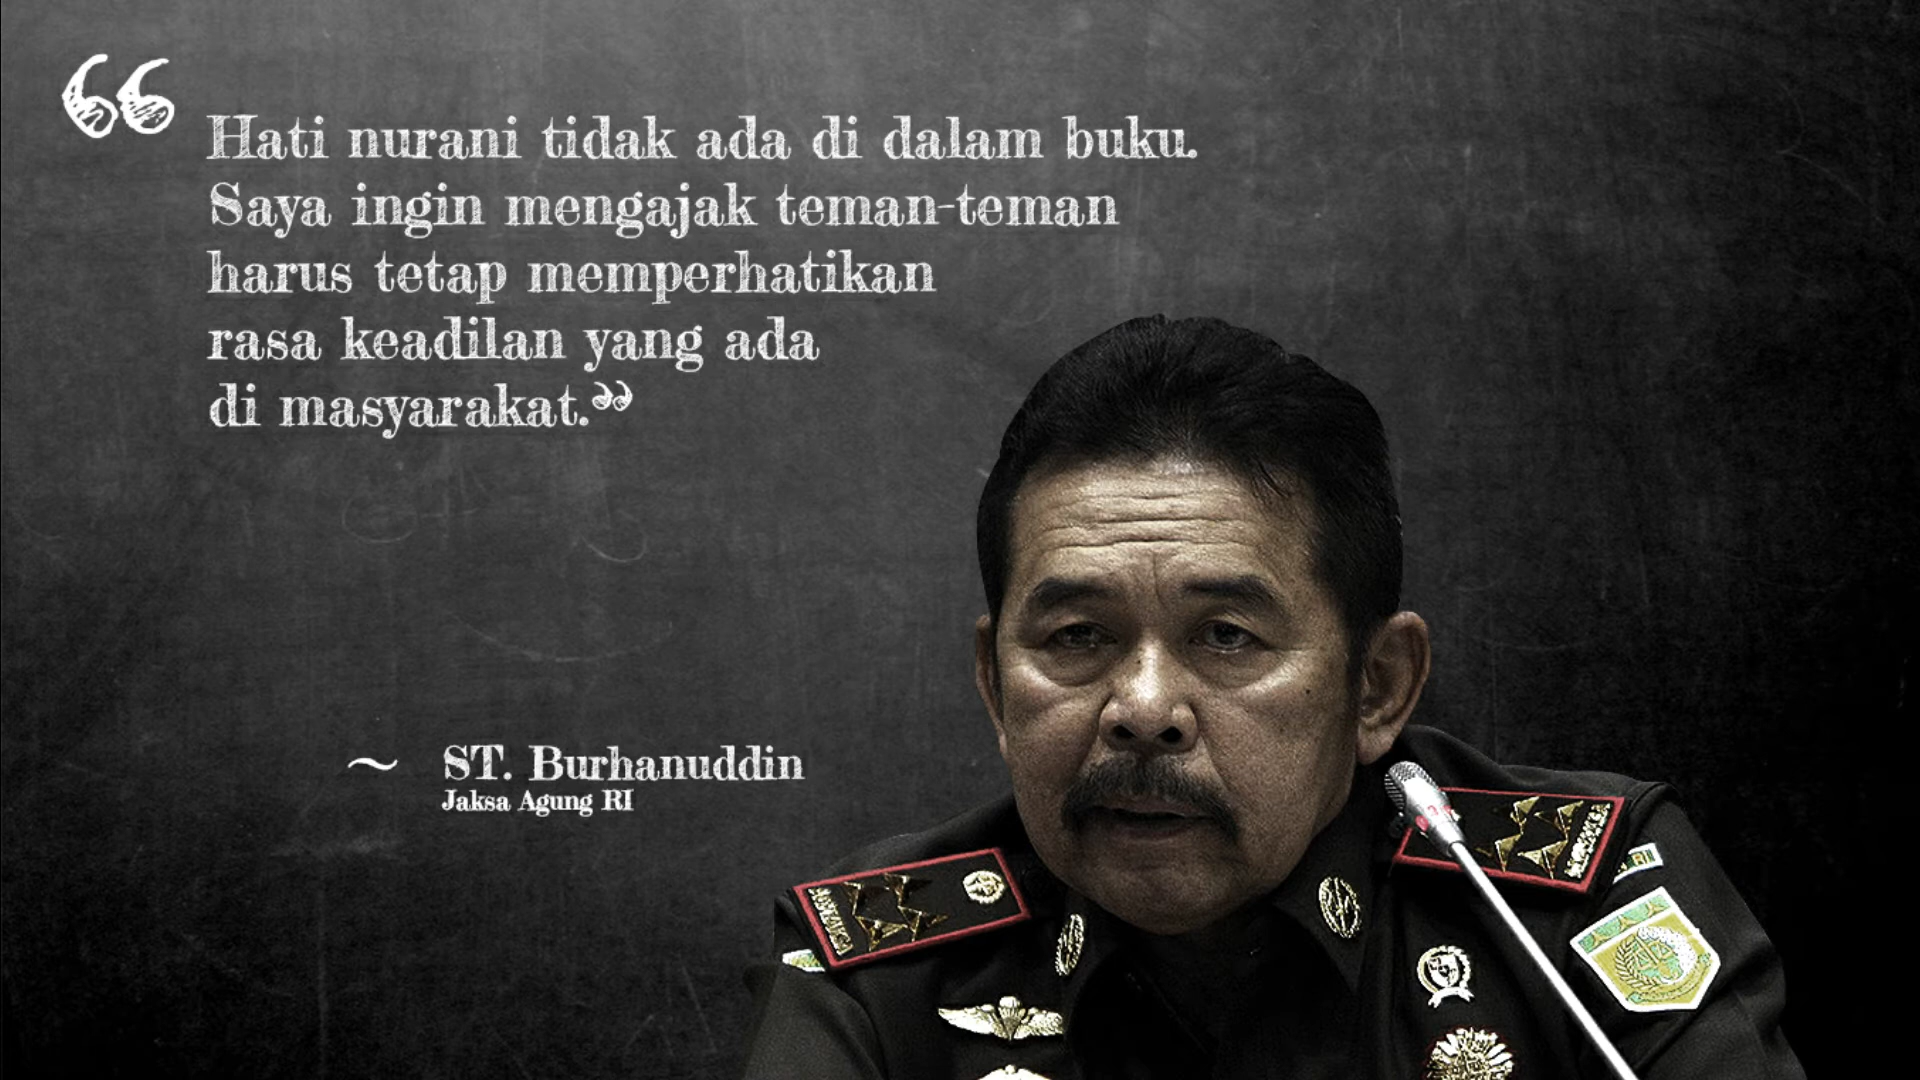 “Hati nurani tidak ada di dalam buku.
Saya ingin mengajak teman-teman
harus tetap memperhatikan
rasa keadilan yang ada
di masyarakat.”
~ ST. Burhanuddin
Jaksa Agung RI
RI